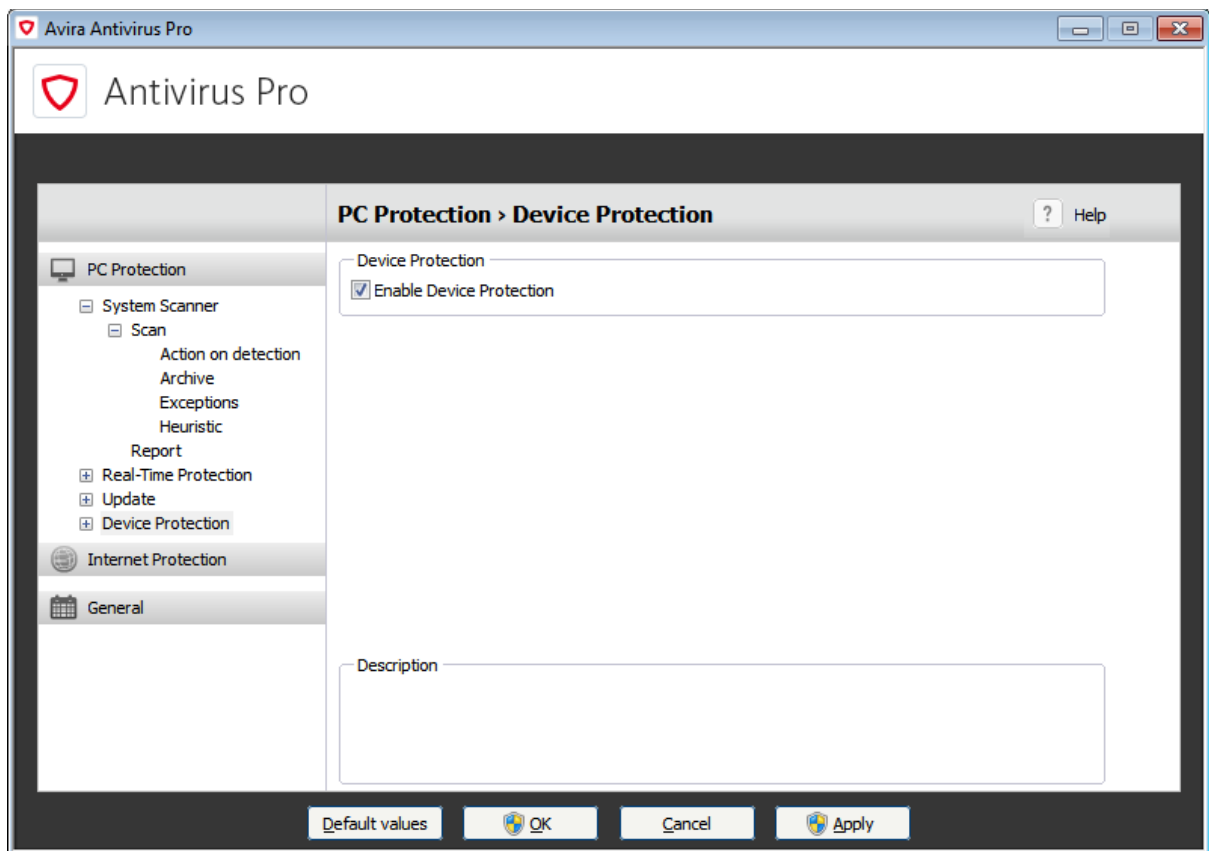 Avira Antivirus Pro
Antivirus Pro
PC Protection › Device Protection
? Help
PC Protection
System Scanner
Scan
Action on detection
Archive
Exceptions
Heuristic
Report
Real-Time Protection
Update
Device Protection
Internet Protection
General
Device Protection
Enable Device Protection
Description
Default values
OK
Cancel
Apply